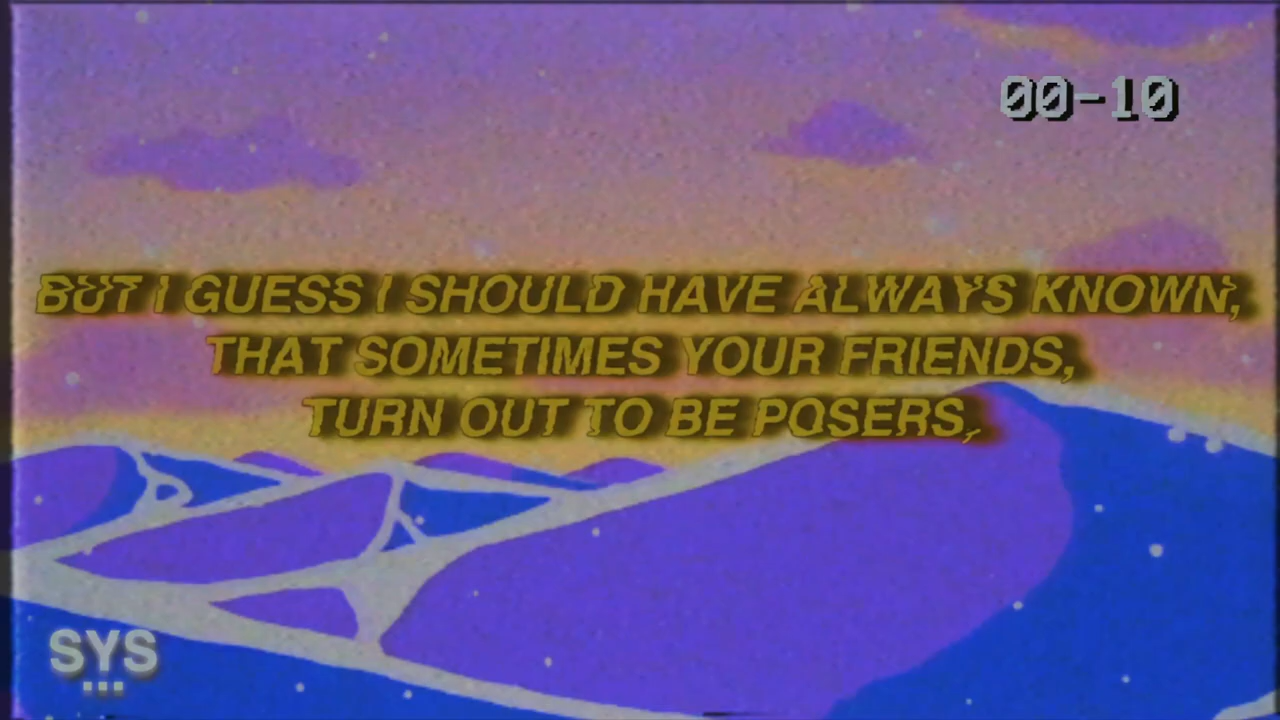 00-10
BUT I GUESS I SHOULD HAVE ALWAYS KNOWN,
THAT SOMETIMES YOUR FRIENDS,
TURN OUT TO BE POSERS,
SYS